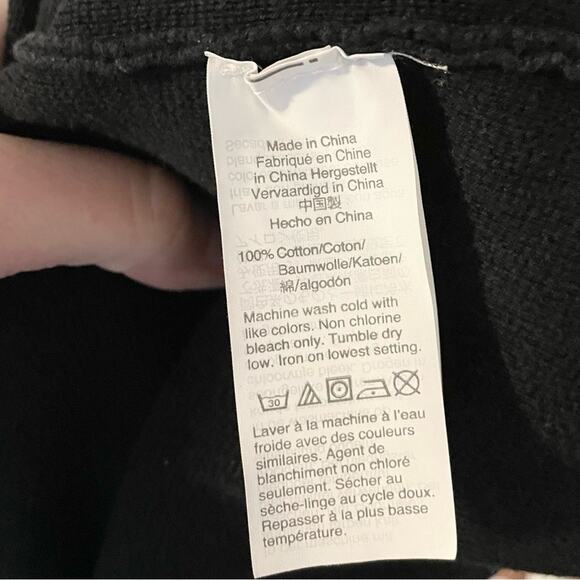 Made in China
Fabriqué en Chine
in China Hergestellt
Vervaardigd in China
中国製
Hecho en China
100% Cotton/Coton/
Baumwolle/Katoen/
綿/algodón
Machine wash cold with
like colors. Non chlorine
bleach only. Tumble dry
low. Iron on lowest setting.
30
Laver à la machine à l'eau
froide avec des couleurs
similaires. Agent de
blanchiment non chloré
seulement. Sécher au
sèche-linge au cycle doux.
Repasser à la plus basse
température.